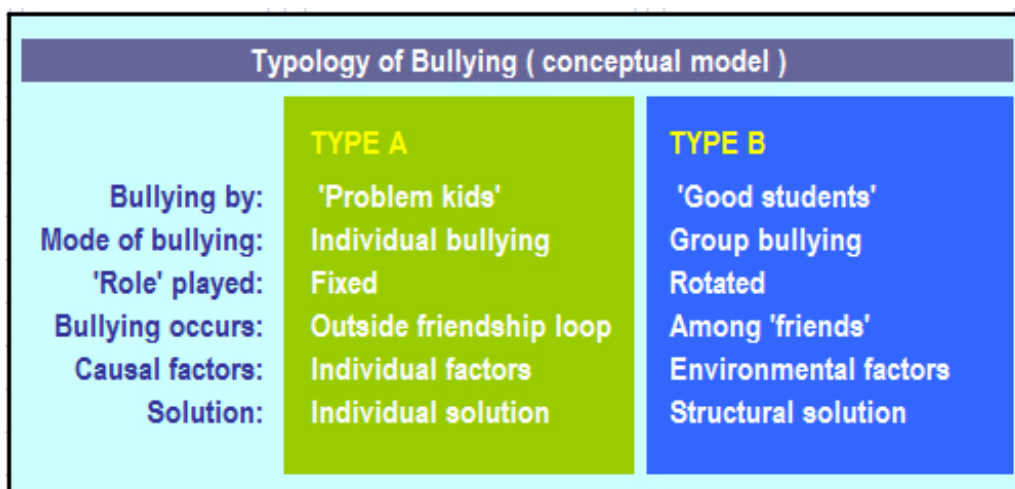 Typology of Bullying ( conceptual model )
TYPE A TYPE B
Bullying by: 'Problem kids' 'Good students'
Mode of bullying: Individual bullying Group bullying
'Role' played: Fixed Rotated
Bullying occurs: Outside friendship loop Among 'friends'
Causal factors: Individual factors Environmental factors
Solution: Individual solution Structural solution